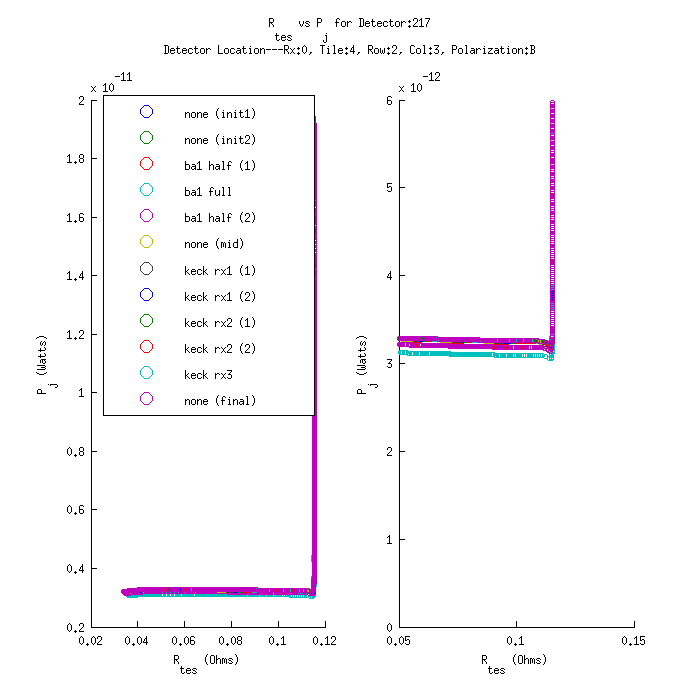 R tes vs P j for Detector:217
Detector Location---Rx:0, Tile:4, Row:2, Col:3, Polarization:B
x 10 -11
2
1.8
1.6
1.4
1.2
1
0.8
0.6
0.4
0.2
0.02
0.04
0.06
0.08
0.1
0.12
P j (Watts)
R tes (Ohms)
none (init1)
none (init2)
ba1 half (1)
ba1 full
ba1 half (2)
none (mid)
keck rx1 (1)
keck rx1 (2)
keck rx2 (1)
keck rx2 (2)
keck rx3
none (final)
x 10 -12
6
5
4
3
2
1
0
0.05
0.1
0.15
P j (Watts)
R tes (Ohms)